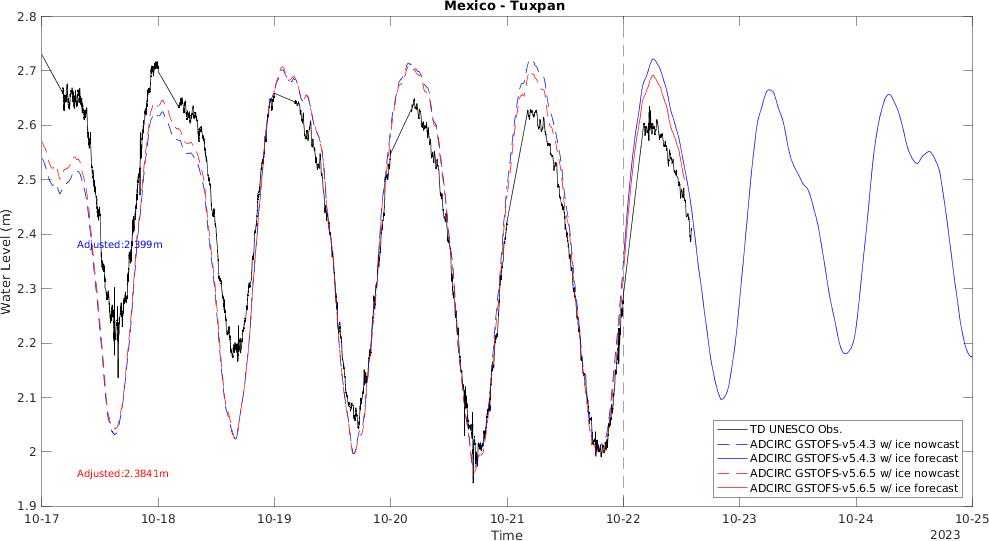 Mexico - Tuxpan
2.8
2.7
2.6
2.5
2.4
2.3
2.2
2.1
2
1.9
Water Level (m)
Adjusted:2.399m
Adjusted:2.3841m
TD UNESCO Obs.
ADCIRC GSTOFS-v5.4.3 w/ ice nowcast
ADCIRC GSTOFS-v5.4.3 w/ ice forecast
ADCIRC GSTOFS-v5.6.5 w/ ice nowcast
ADCIRC GSTOFS-v5.6.5 w/ ice forecast
10-17 10-18 10-19 10-20 10-21 10-22 10-23 10-24 10-25
Time
2023